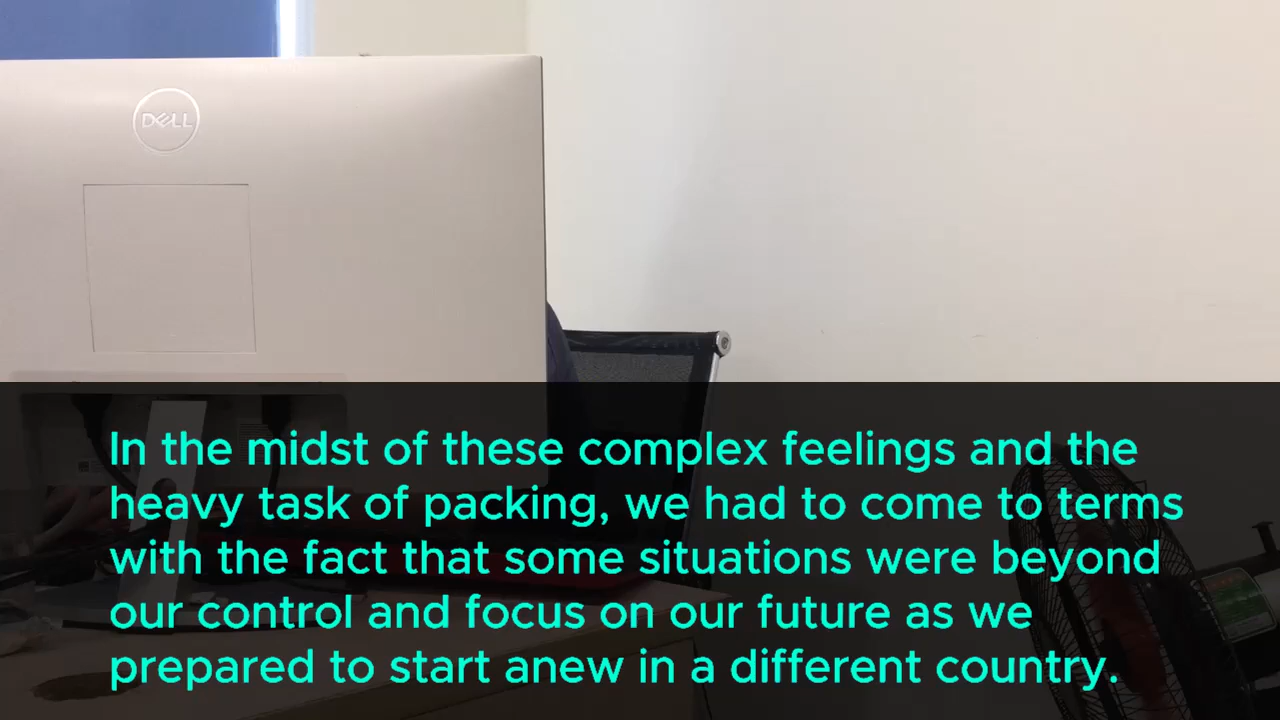 DELL
In the midst of these complex feelings and the
heavy task of packing, we had to come to terms
with the fact that some situations were beyond
our control and focus on our future as we
prepared to start anew in a different country.